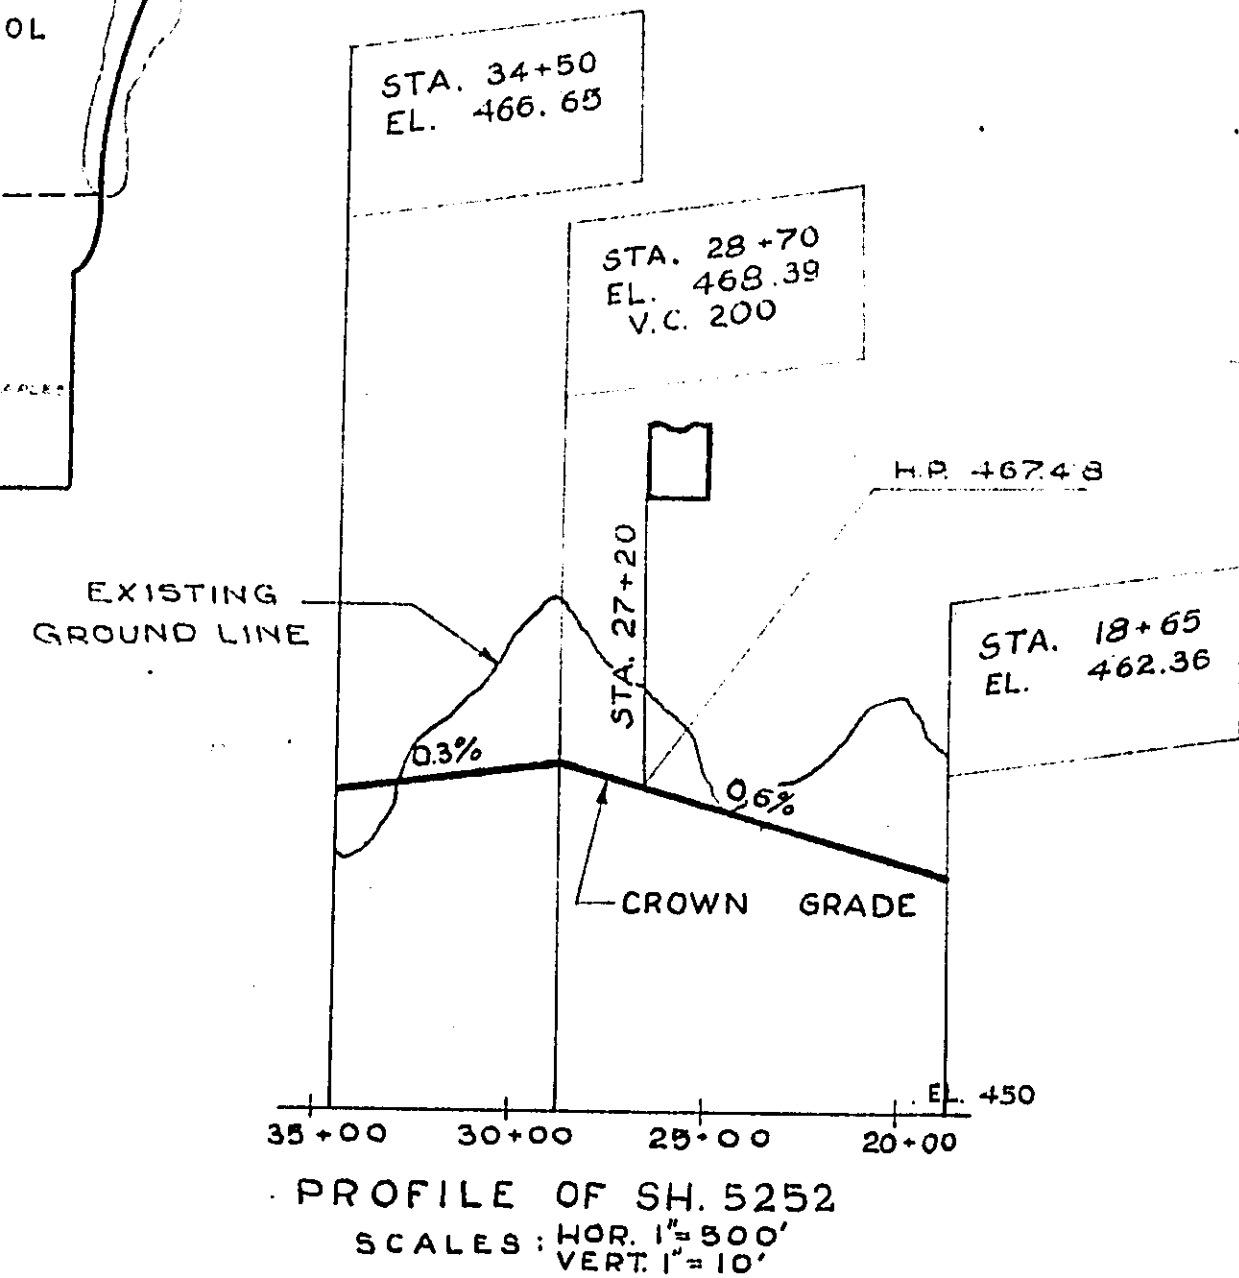 OL
STA. 34+50
EL. 466.65
STA. 28+70
EL. 468.39
V.C. 200
H.P. 467.48
STA. 27+20
EXISTING
GROUND LINE
STA. 18+65
EL. 462.36
0.3%
0.6%
CROWN GRADE
EL. 450
35+00 30+00 25+00 20+00
PROFILE OF SH. 5252
SCALES: HOR. 1"=500'
VERT. 1"=10'